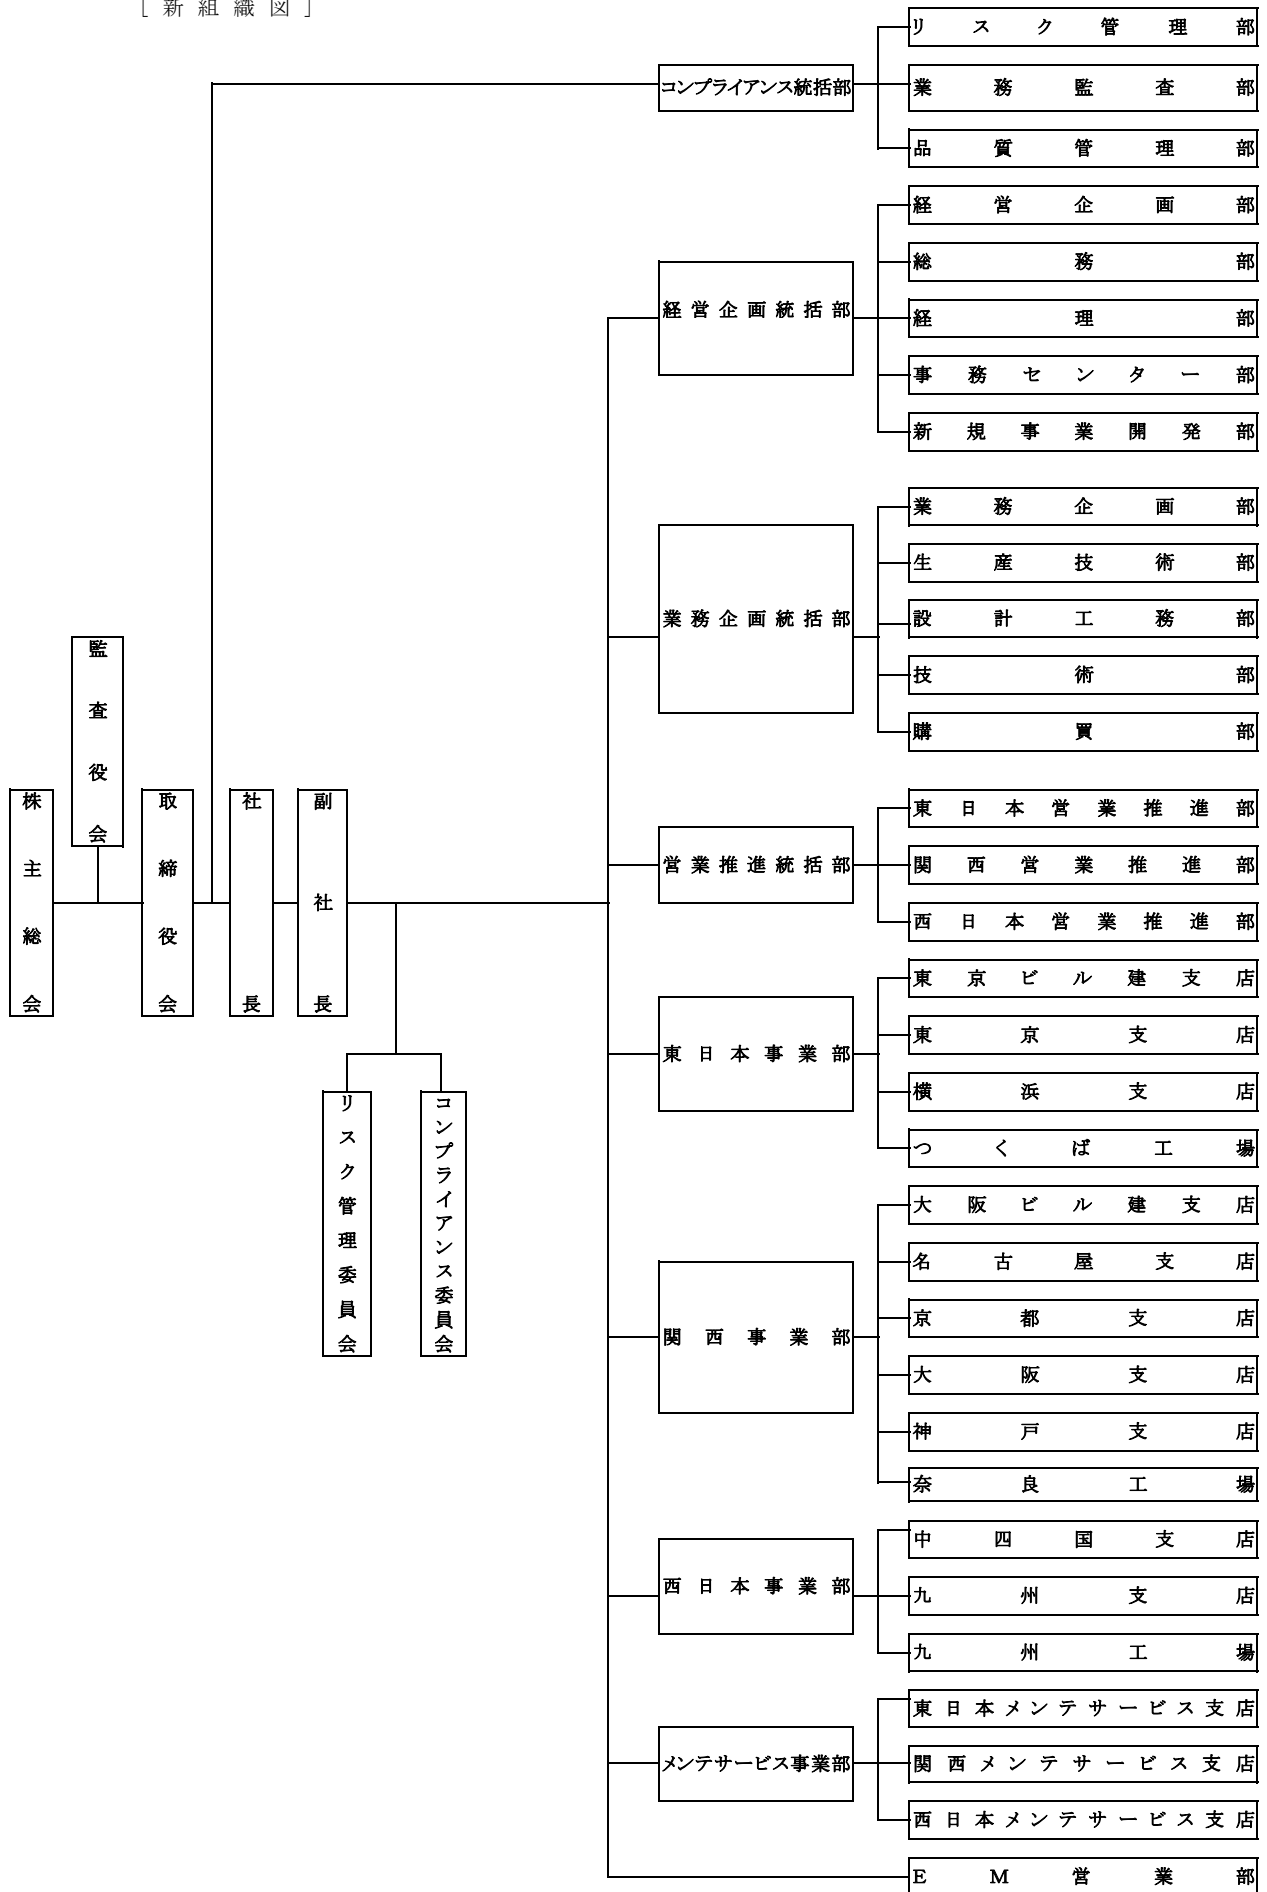 ［新組織図］
リスク管理部
コンプライアンス統括部
業務監査部
品質管理部
経営企画部
総務部
経営企画統括部
経理部
事務センター部
新規事業開発部
業務企画部
生産技術部
業務企画統括部
設計工務部
技術部
購買部
監査役会
株主総会
取締役会
社長
副社長
東日本営業推進部
営業推進統括部
関西営業推進部
西日本営業推進部
東京ビル建支店
東京支店
東日本事業部
横浜支店
つくば工場
リスク管理委員会
コンプライアンス委員会
大阪ビル建支店
名古屋支店
京都支店
関西事業部
大阪支店
神戸支店
奈良工場
中四国支店
西日本事業部
九州支店
九州工場
東日本メンテサービス支店
メンテサービス事業部
関西メンテサービス支店
西日本メンテサービス支店
EM営業部